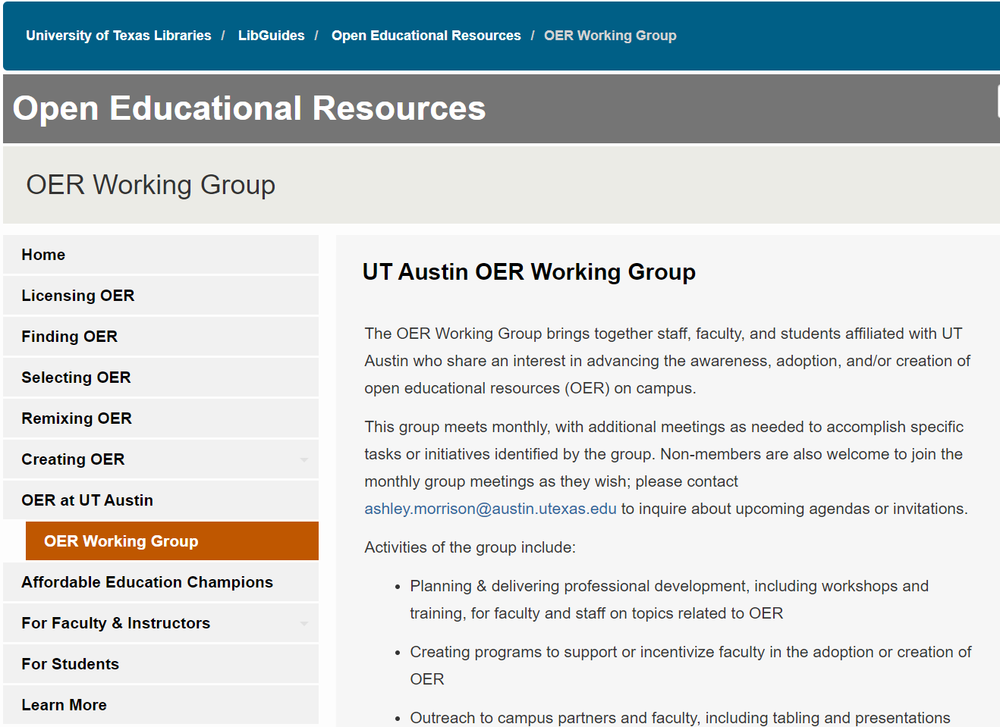 University of Texas Libraries / LibGuides / Open Educational Resources / OER Working Group
Open Educational Resources
OER Working Group
Home
Licensing OER
Finding OER
Selecting OER
Remixing OER
Creating OER
OER at UT Austin
OER Working Group
Affordable Education Champions
For Faculty & Instructors
For Students
Learn More
UT Austin OER Working Group
The OER Working Group brings together staff, faculty, and students affiliated with UT
Austin who share an interest in advancing the awareness, adoption, and/or creation of
open educational resources (OER) on campus.
This group meets monthly, with additional meetings as needed to accomplish specific
tasks or initiatives identified by the group. Non-members are also welcome to join the
monthly group meetings as they wish; please contact
ashley.morrison@austin.utexas.edu to inquire about upcoming agendas or invitations.
Activities of the group include:
• Planning & delivering professional development, including workshops and
training, for faculty and staff on topics related to OER
• Creating programs to support or incentivize faculty in the adoption or creation of
OER
• Outreach to campus partners and faculty, including tabling and presentations